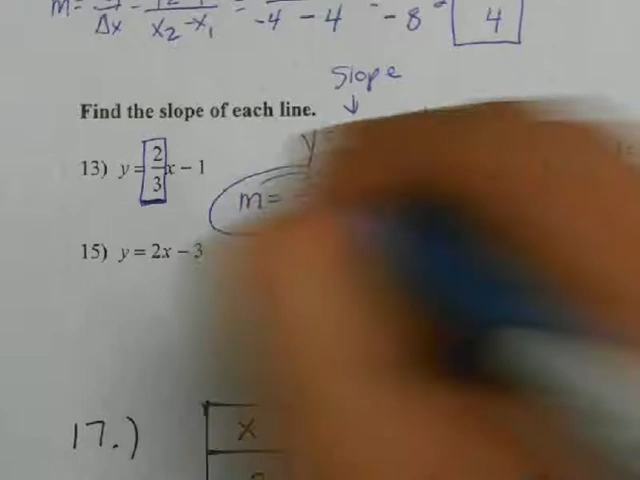 m= Δx = x₂ -x₁ = -4 - 4 = -8 = 4
Slope
↓
Find the slope of each line.
y=
13) y = 2/3 x − 1
m=
15) y = 2x − 3
17.)
x